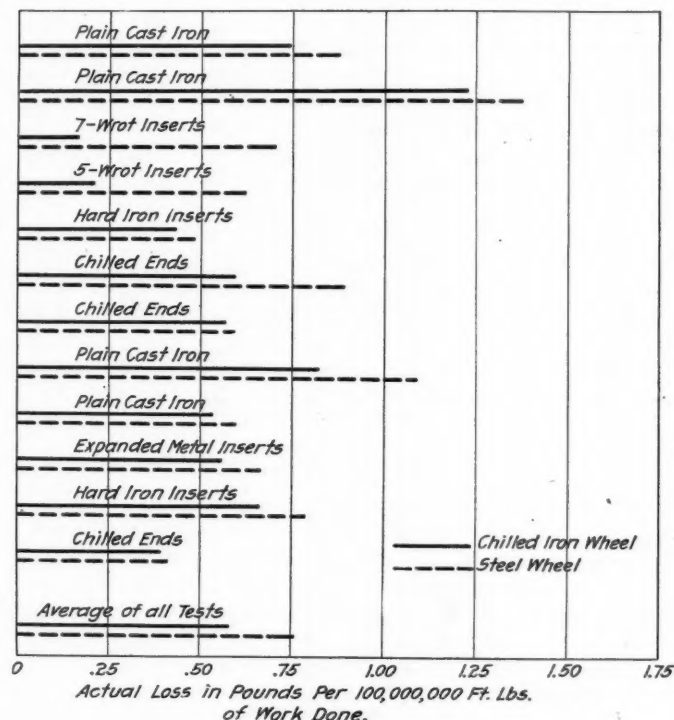 Plain Cast Iron
Plain Cast Iron
7-Wrot Inserts
5-Wrot Inserts
Hard Iron Inserts
Chilled Ends
Chilled Ends
Plain Cast Iron
Plain Cast Iron
Expanded Metal Inserts
Hard Iron Inserts
Chilled Ends
Chilled Iron Wheel
Steel Wheel
Average of all Tests
0 .25 .50 .75 1.00 1.25 1.50 1.75
Actual Loss in Pounds Per 100,000,000 Ft. Lbs.
of Work Done.